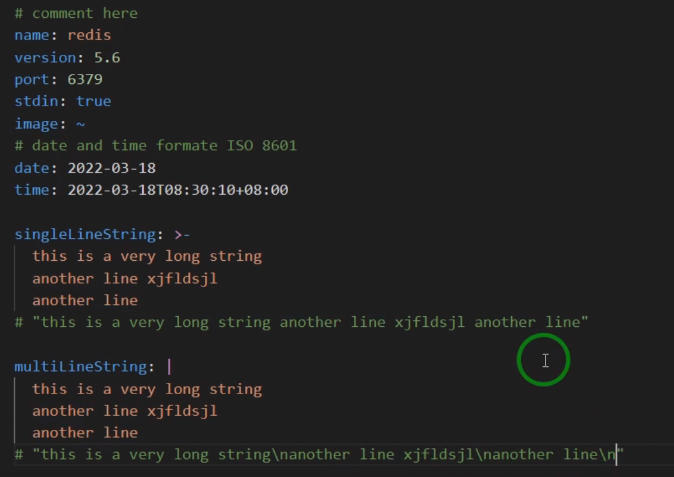 # comment here
name: redis
version: 5.6
port: 6379
stdin: true
image: ~
# date and time formate ISO 8601
date: 2022-03-18
time: 2022-03-18T08:30:10+08:00
singleLineString: >-
this is a very long string
another line xjfldsjl
another line
# "this is a very long string another line xjfldsjl another line"
multiLineString: |
this is a very long string
another line xjfldsjl
another line
# "this is a very long string\nanother line xjfldsjl\nanother line\n"